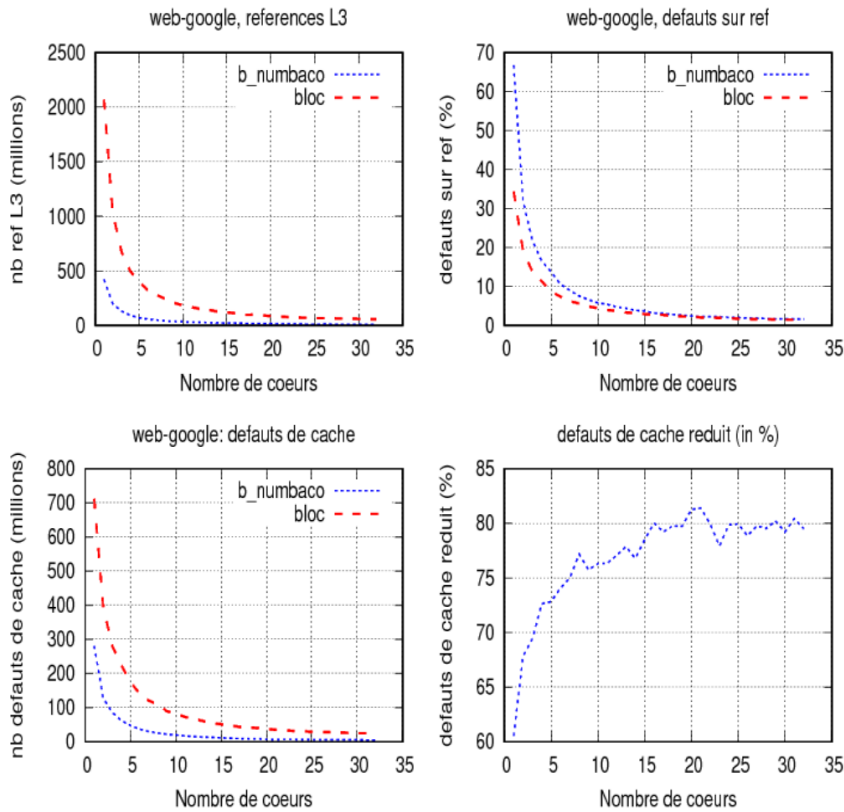 web-google, references L3
nb ref L3 (millions)
2500
2000
1500
1000
500
0
b_numbaco
bloc
0 5 10 15 20 25 30 35
Nombre de coeurs
web-google, defauts sur ref
defauts sur ref (%)
70
60
50
40
30
20
10
0
b_numbaco
bloc
0 5 10 15 20 25 30 35
Nombre de coeurs
web-google: defauts de cache
nb defauts de cache (millions)
800
700
600
500
400
300
200
100
0
b_numbaco
bloc
0 5 10 15 20 25 30 35
Nombre de coeurs
defauts de cache reduit (in %)
defauts de cache reduit (%)
85
80
75
70
65
60
0 5 10 15 20 25 30 35
Nombre de coeurs